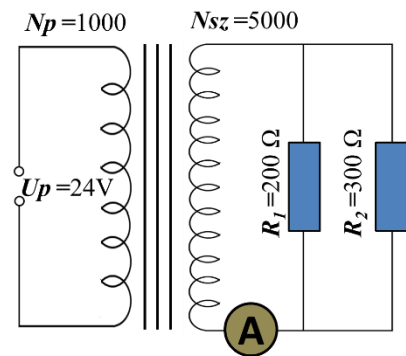 Np=1000
Nsz=5000
Up=24V
R1=200 Ω
R2=300 Ω
A